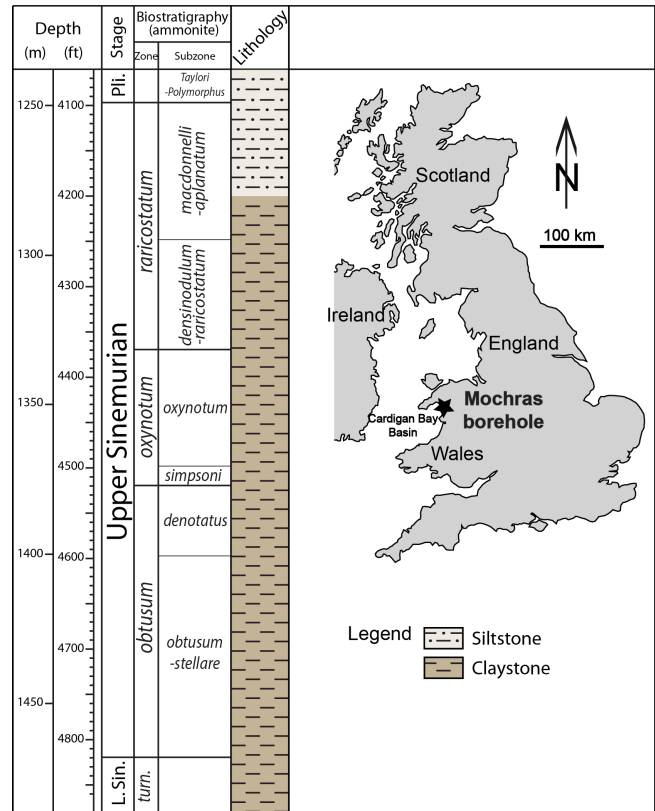 Depth
(m) (ft)
Stage
Biostratigraphy
(ammonite)
Zone
Subzone
Lithology
Pli.
Taylori
-Polymorphus
1250
4100
macdonnelli
-aplanatum
raricostatum
4200
densinodulum
-raricostatum
1300
4300
Upper Sinemurian
4400
oxynotum
oxynotum
1350
4500
simpsoni
denotatus
1400
4600
obtusum
obtusum
-stellare
4700
1450
4800
L. Sin.
turn.
Scotland
N
100 km
Ireland
England
Mochras
borehole
Cardigan Bay
Basin
Wales
Legend
Siltstone
Claystone